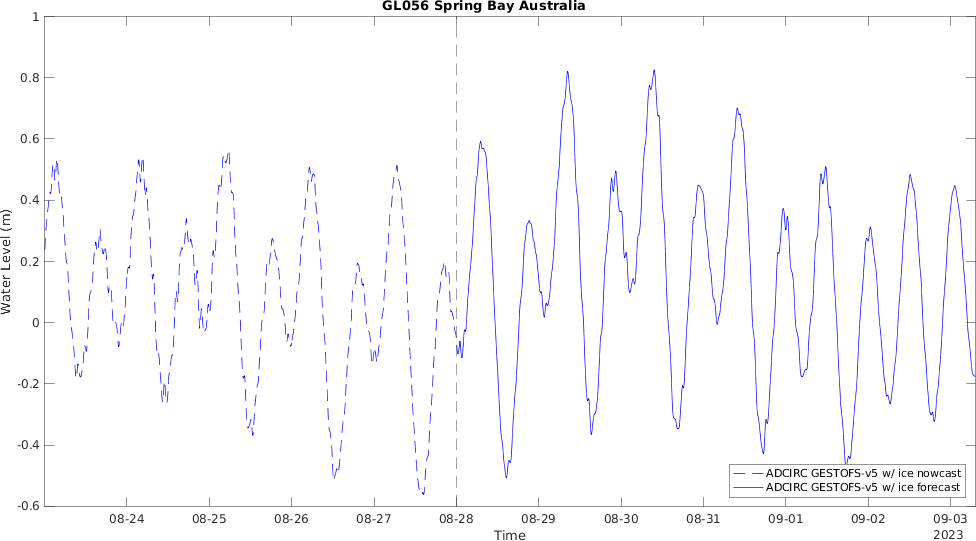 GL056 Spring Bay Australia
1
0.8
0.6
0.4
0.2
0
-0.2
-0.4
-0.6
Water Level (m)
08-24 08-25 08-26 08-27 08-28 08-29 08-30 08-31 09-01 09-02 09-03
2023
Time
ADCIRC GESTOFS-v5 w/ ice nowcast
ADCIRC GESTOFS-v5 w/ ice forecast